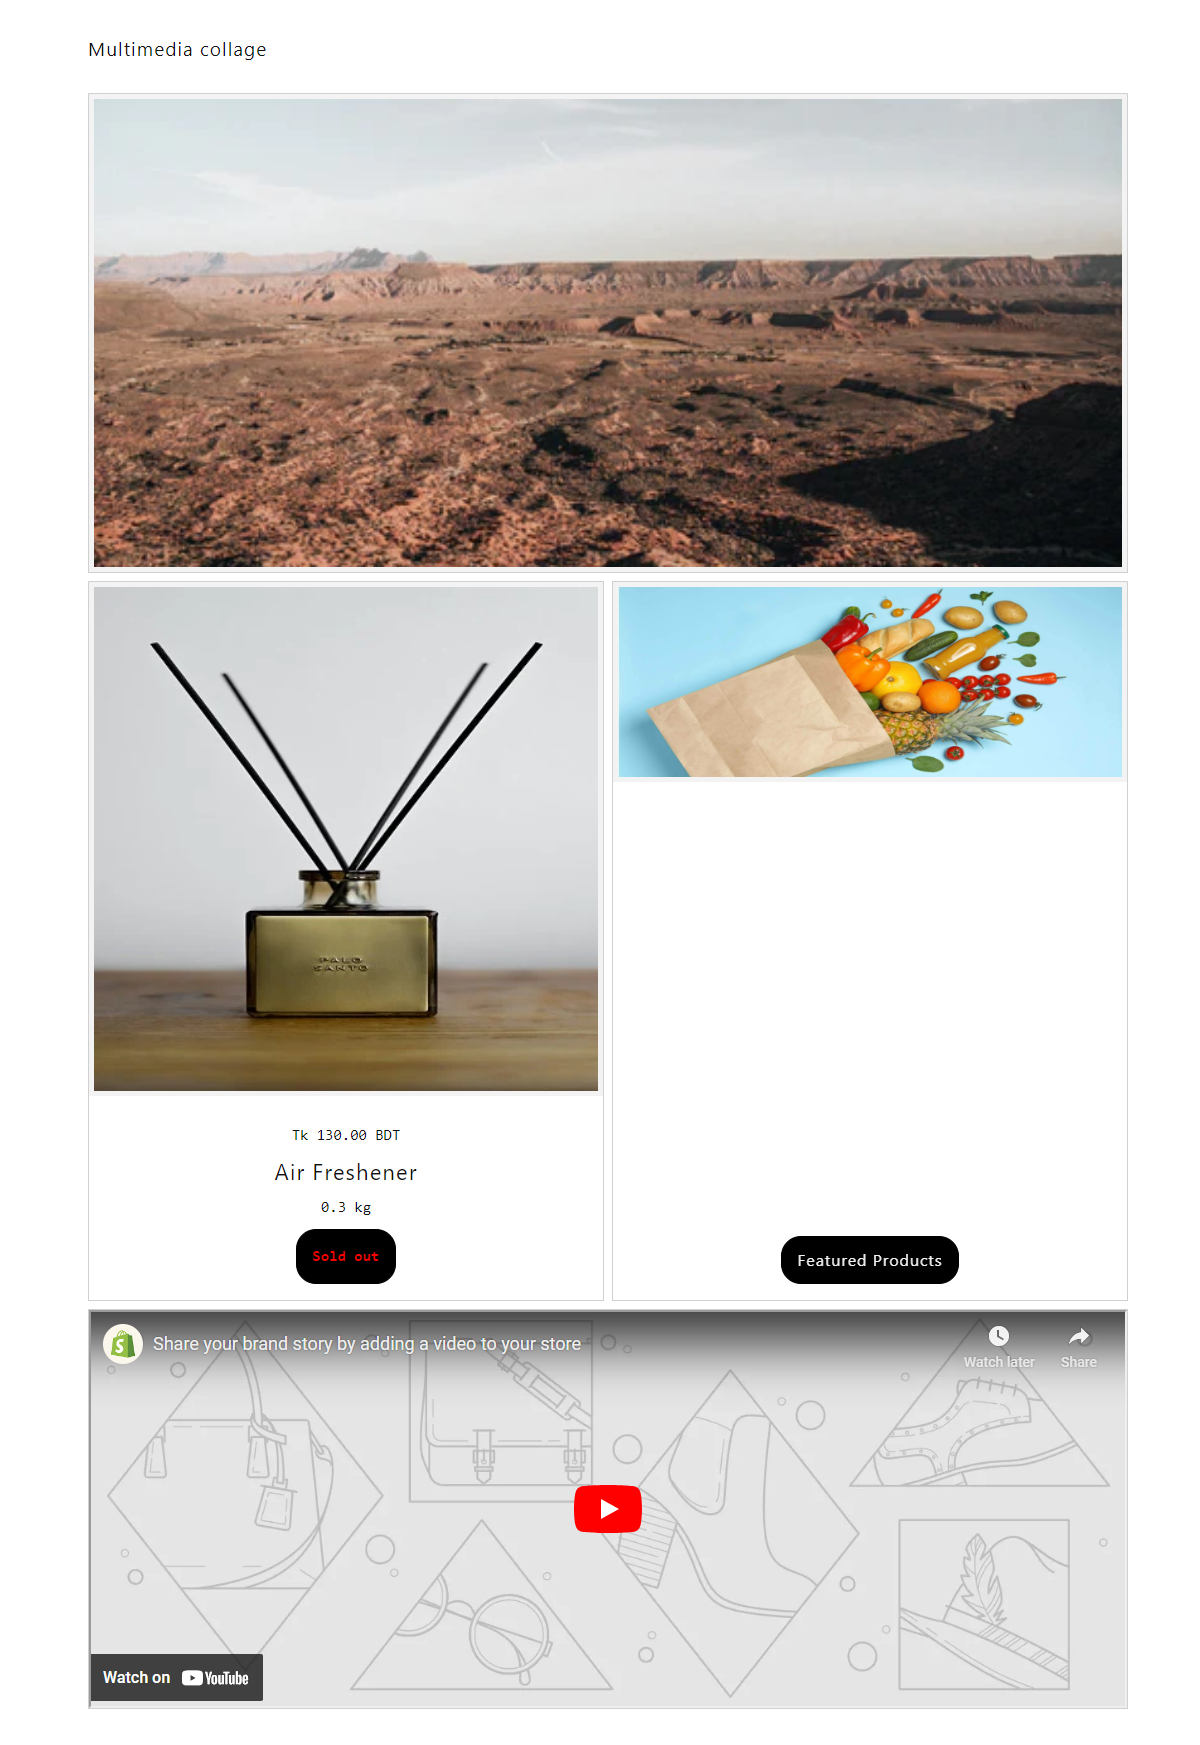 Multimedia collage
PALO
SANTO
Tk 130.00 BDT
Air Freshener
0.3 kg
Sold out
Featured Products
Share your brand story by adding a video to your store
Watch later
Share
Watch on YouTube